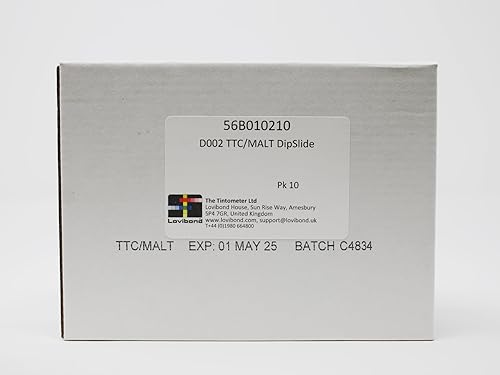 56B010210
D002 TTC/MALT DipSlide
Pk 10
The Tintometer Ltd
Lovibond House, Sun Rise Way, Amesbury
SP4 7GR, United Kingdom
www.lovibond.com, support@lovibond.uk
T+44 (0)1980 664800
Lovibond
TTC/MALT EXP: 01 MAY 25 BATCH C4834